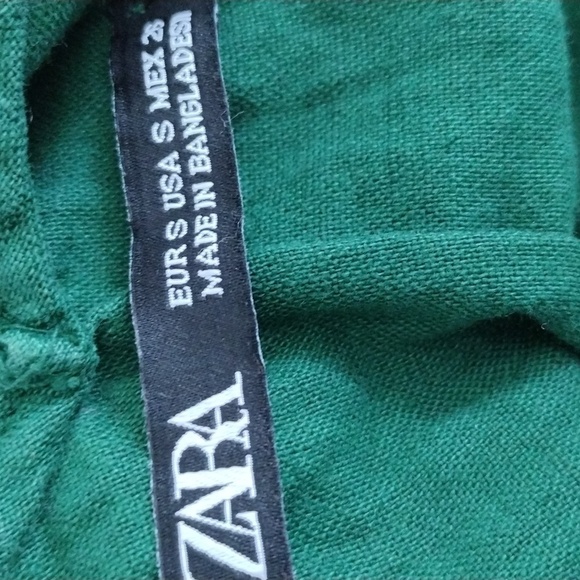 ZARA
EUR S USA S MEX 26
MADE IN BANGLADESH